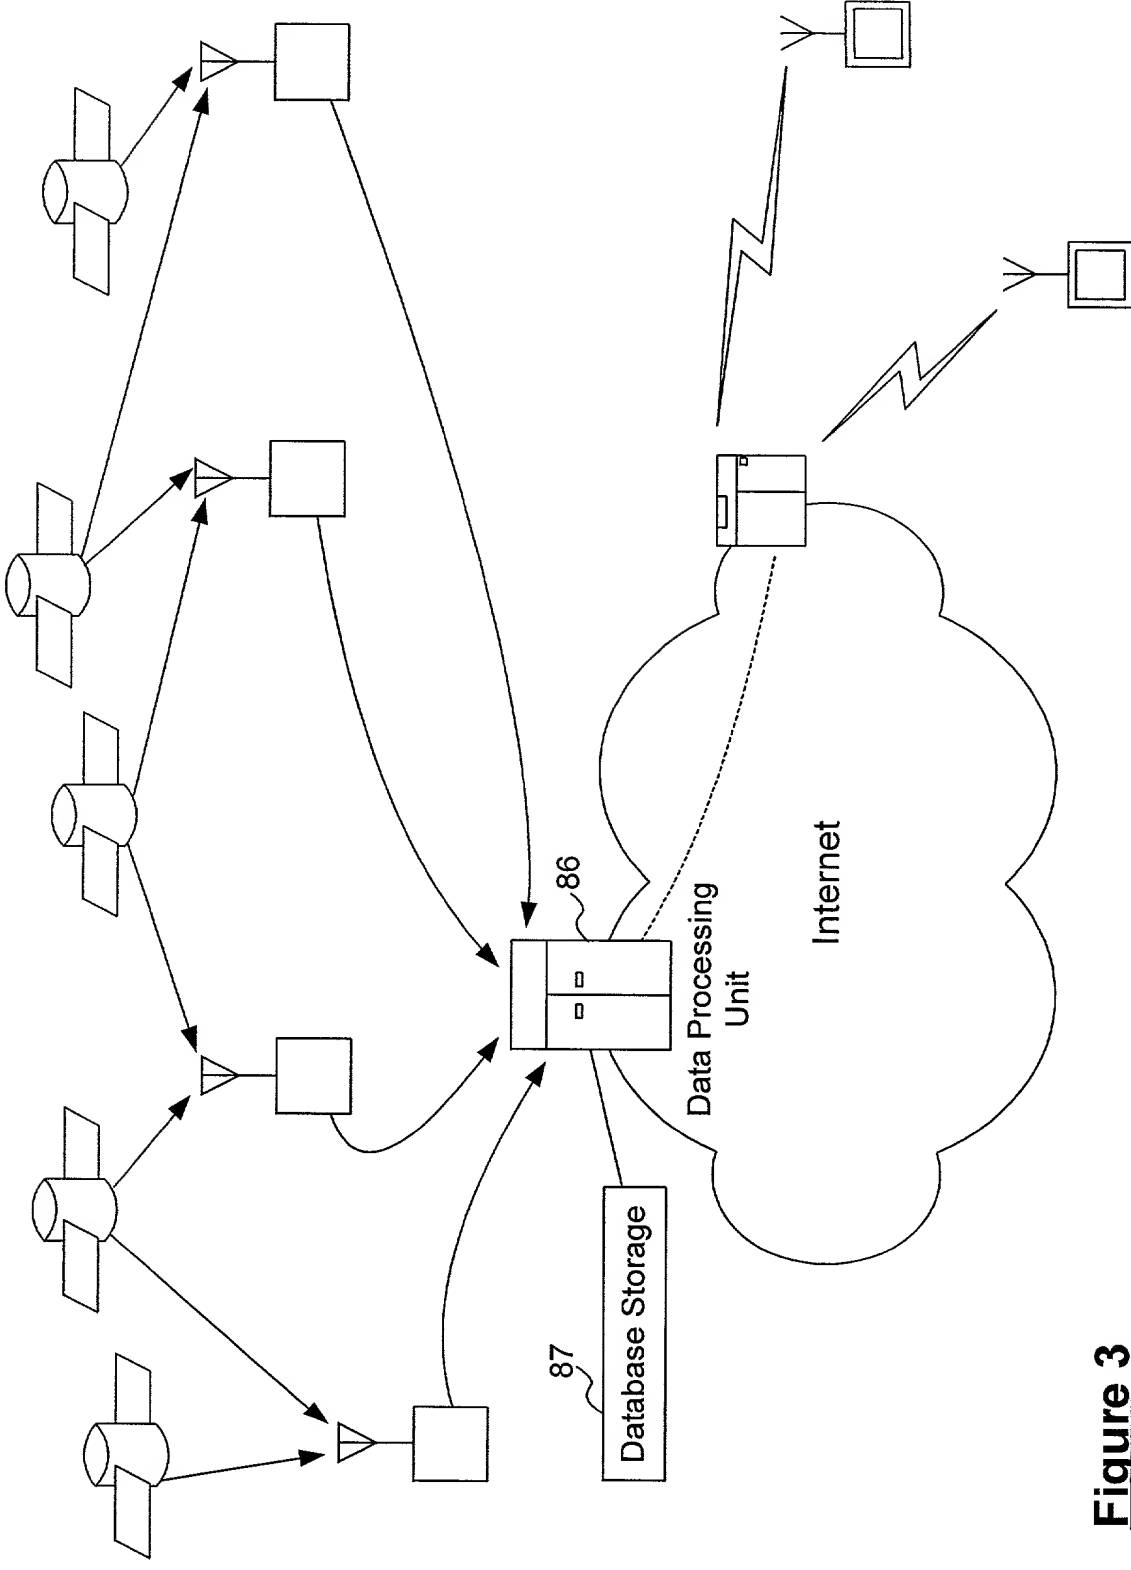 86
Data Processing
Unit
Internet
87
Database Storage
Figure 3